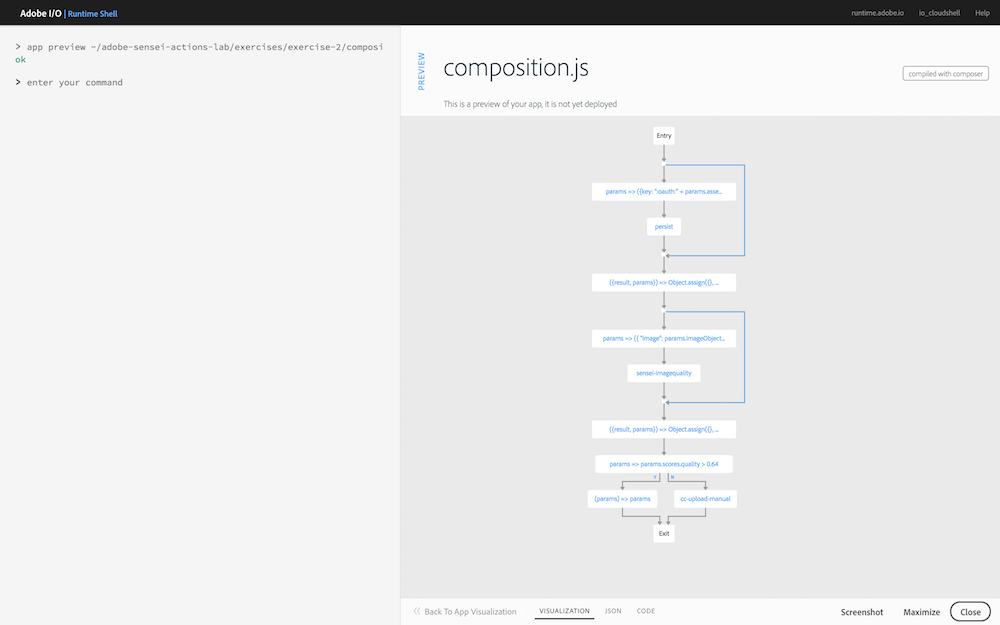 Adobe I/O | Runtime Shell
runtime.adobe.io io_cloudshell Help
> app preview ~/adobe-sensei-actions-lab/exercises/exercise-2/composi
ok
> enter your command
PREVIEW
composition.js
compiled with composer
This is a preview of your app, it is not yet deployed
Entry
params => ({key: ":oauth:" + params.asse...
persist
({result, params}) => Object.assign({}, ...
params => ({ "image": params.imageObject...
sensei-imagequality
({result, params}) => Object.assign({}, ...
params => params.scores.quality > 0.64
Y N
(params) => params
cc-upload-manual
Exit
Back To App Visualization
VISUALIZATION JSON CODE
Screenshot Maximize Close